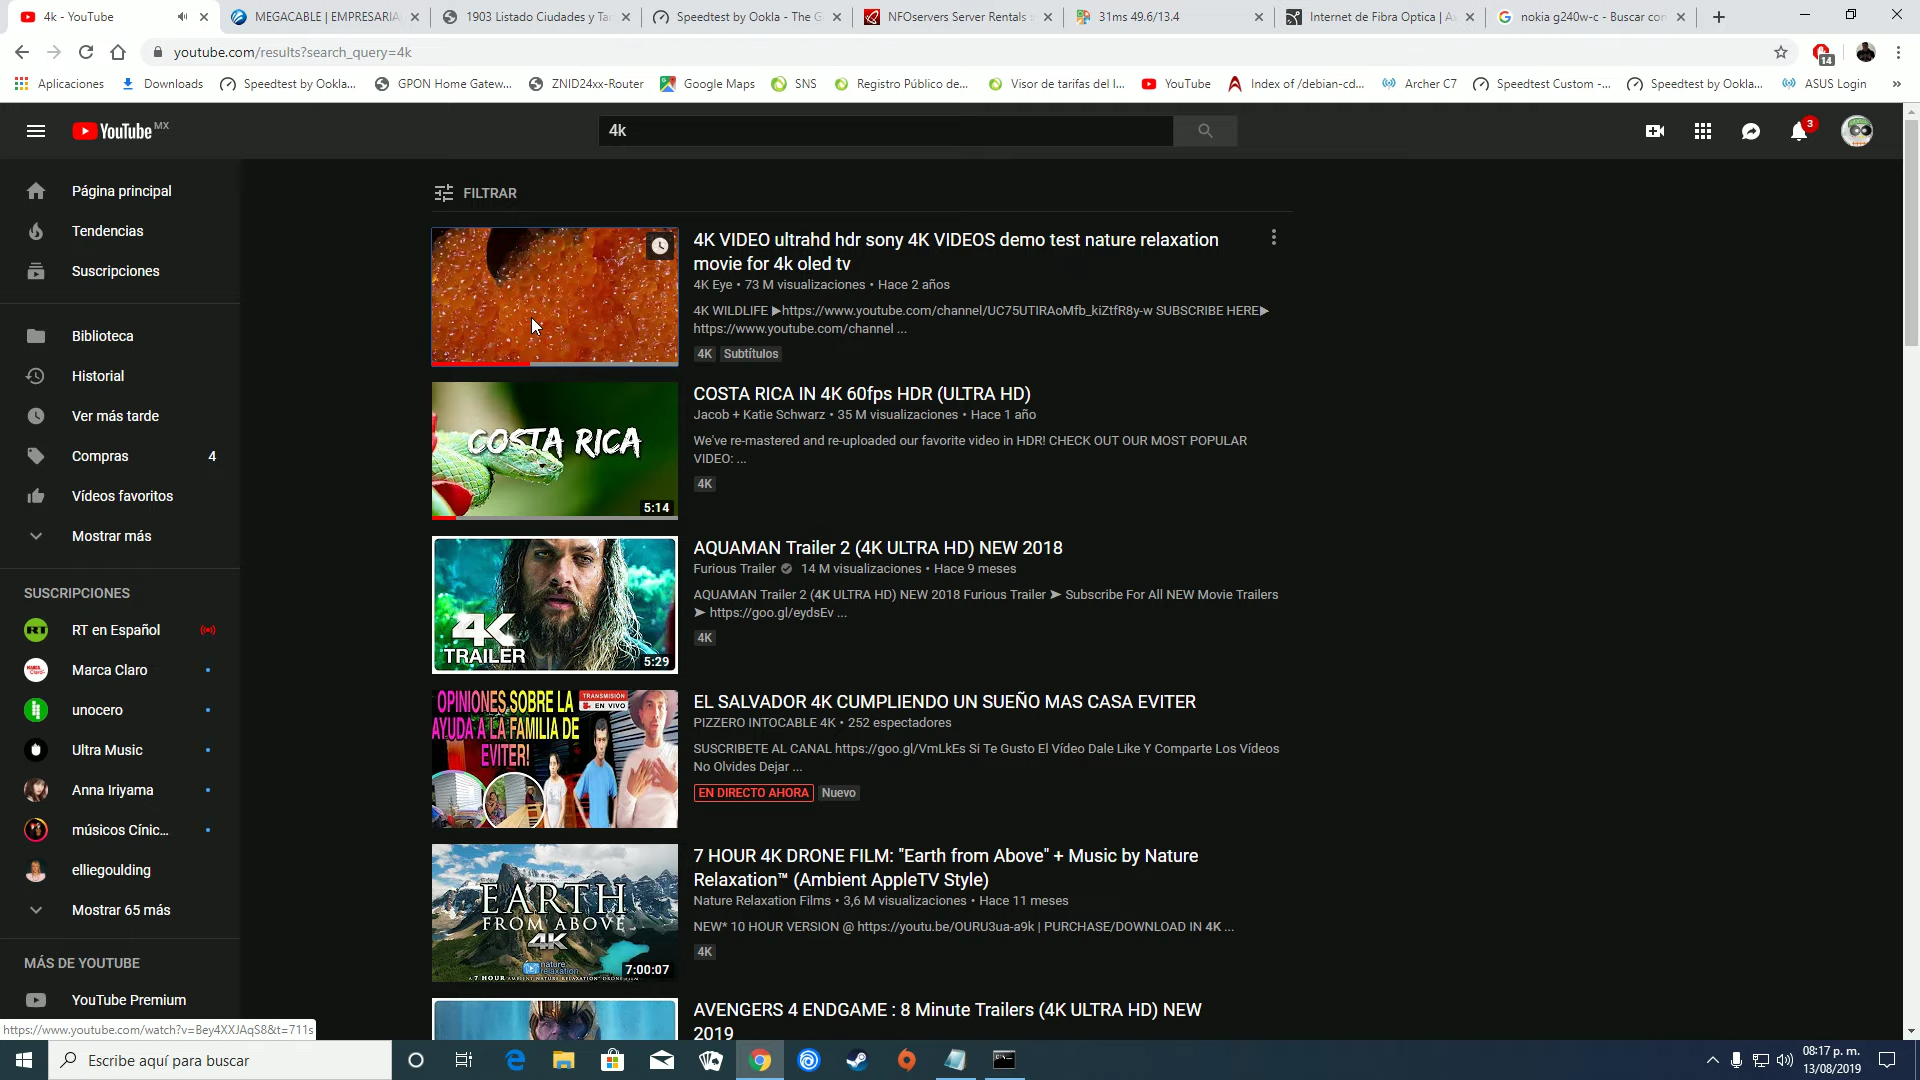 4k - YouTube
MEGACABLE | EMPRESARIA
1903 Listado Ciudades y Ta
Speedtest by Ookla - The G
NFOservers Server Rentals
31ms 49.6/13.4
Internet de Fibra Optica | A
nokia g240w-c - Buscar con
youtube.com/results?search_query=4k
14
Aplicaciones
Downloads
Speedtest by Ookla...
GPON Home Gatew...
ZNID24xx-Router
Google Maps
SNS
Registro Público de...
Visor de tarifas del I...
YouTube
Index of /debian-cd...
Archer C7
Speedtest Custom -...
Speedtest by Ookla...
ASUS Login
YouTube MX
4k
3
Página principal
Tendencias
Suscripciones
Biblioteca
Historial
Ver más tarde
Compras 4
Vídeos favoritos
Mostrar más
SUSCRIPCIONES
RT en Español
Marca Claro
unocero
Ultra Music
Anna Iriyama
músicos Cínic...
elliegoulding
Mostrar 65 más
MÁS DE YOUTUBE
YouTube Premium
https://www.youtube.com/watch?v=Bey4XXJAqS8&t=711s
FILTRAR
4K VIDEO ultrahd hdr sony 4K VIDEOS demo test nature relaxation
movie for 4k oled tv
4K Eye • 73 M visualizaciones • Hace 2 años
4K WILDLIFE ▶https://www.youtube.com/channel/UC75UTIRAoMfb_kiZtfR8y-w SUBSCRIBE HERE▶
https://www.youtube.com/channel ...
4K Subtítulos
COSTA RICA
5:14
COSTA RICA IN 4K 60fps HDR (ULTRA HD)
Jacob + Katie Schwarz • 35 M visualizaciones • Hace 1 año
We've re-mastered and re-uploaded our favorite video in HDR! CHECK OUT OUR MOST POPULAR
VIDEO: ...
4K
4K
TRAILER
5:29
AQUAMAN Trailer 2 (4K ULTRA HD) NEW 2018
Furious Trailer 14 M visualizaciones • Hace 9 meses
AQUAMAN Trailer 2 (4K ULTRA HD) NEW 2018 Furious Trailer ➤ Subscribe For All NEW Movie Trailers
➤ https://goo.gl/eydsEv ...
4K
OPINIONES SOBRE LA
AYUDA A LA FAMILIA DE
EVITER!
TRANSMISIÓN
EN VIVO
EL SALVADOR 4K CUMPLIENDO UN SUEÑO MAS CASA EVITER
PIZZERO INTOCABLE 4K • 252 espectadores
SUSCRIBETE AL CANAL https://goo.gl/VmLkEs Si Te Gusto El Vídeo Dale Like Y Comparte Los Vídeos
No Olvides Dejar ...
EN DIRECTO AHORA Nuevo
EARTH
FROM ABOVE
4K
nature
relaxation
A 7 HOUR AMBIENT NATURE RELAXATION DRONE FILM
7:00:07
7 HOUR 4K DRONE FILM: "Earth from Above" + Music by Nature
Relaxation™ (Ambient AppleTV Style)
Nature Relaxation Films • 3,6 M visualizaciones • Hace 11 meses
NEW* 10 HOUR VERSION @ https://youtu.be/OURU3ua-a9k | PURCHASE/DOWNLOAD IN 4K ...
4K
AVENGERS 4 ENDGAME : 8 Minute Trailers (4K ULTRA HD) NEW
2019
Escribe aquí para buscar
08:17 p. m.
13/08/2019